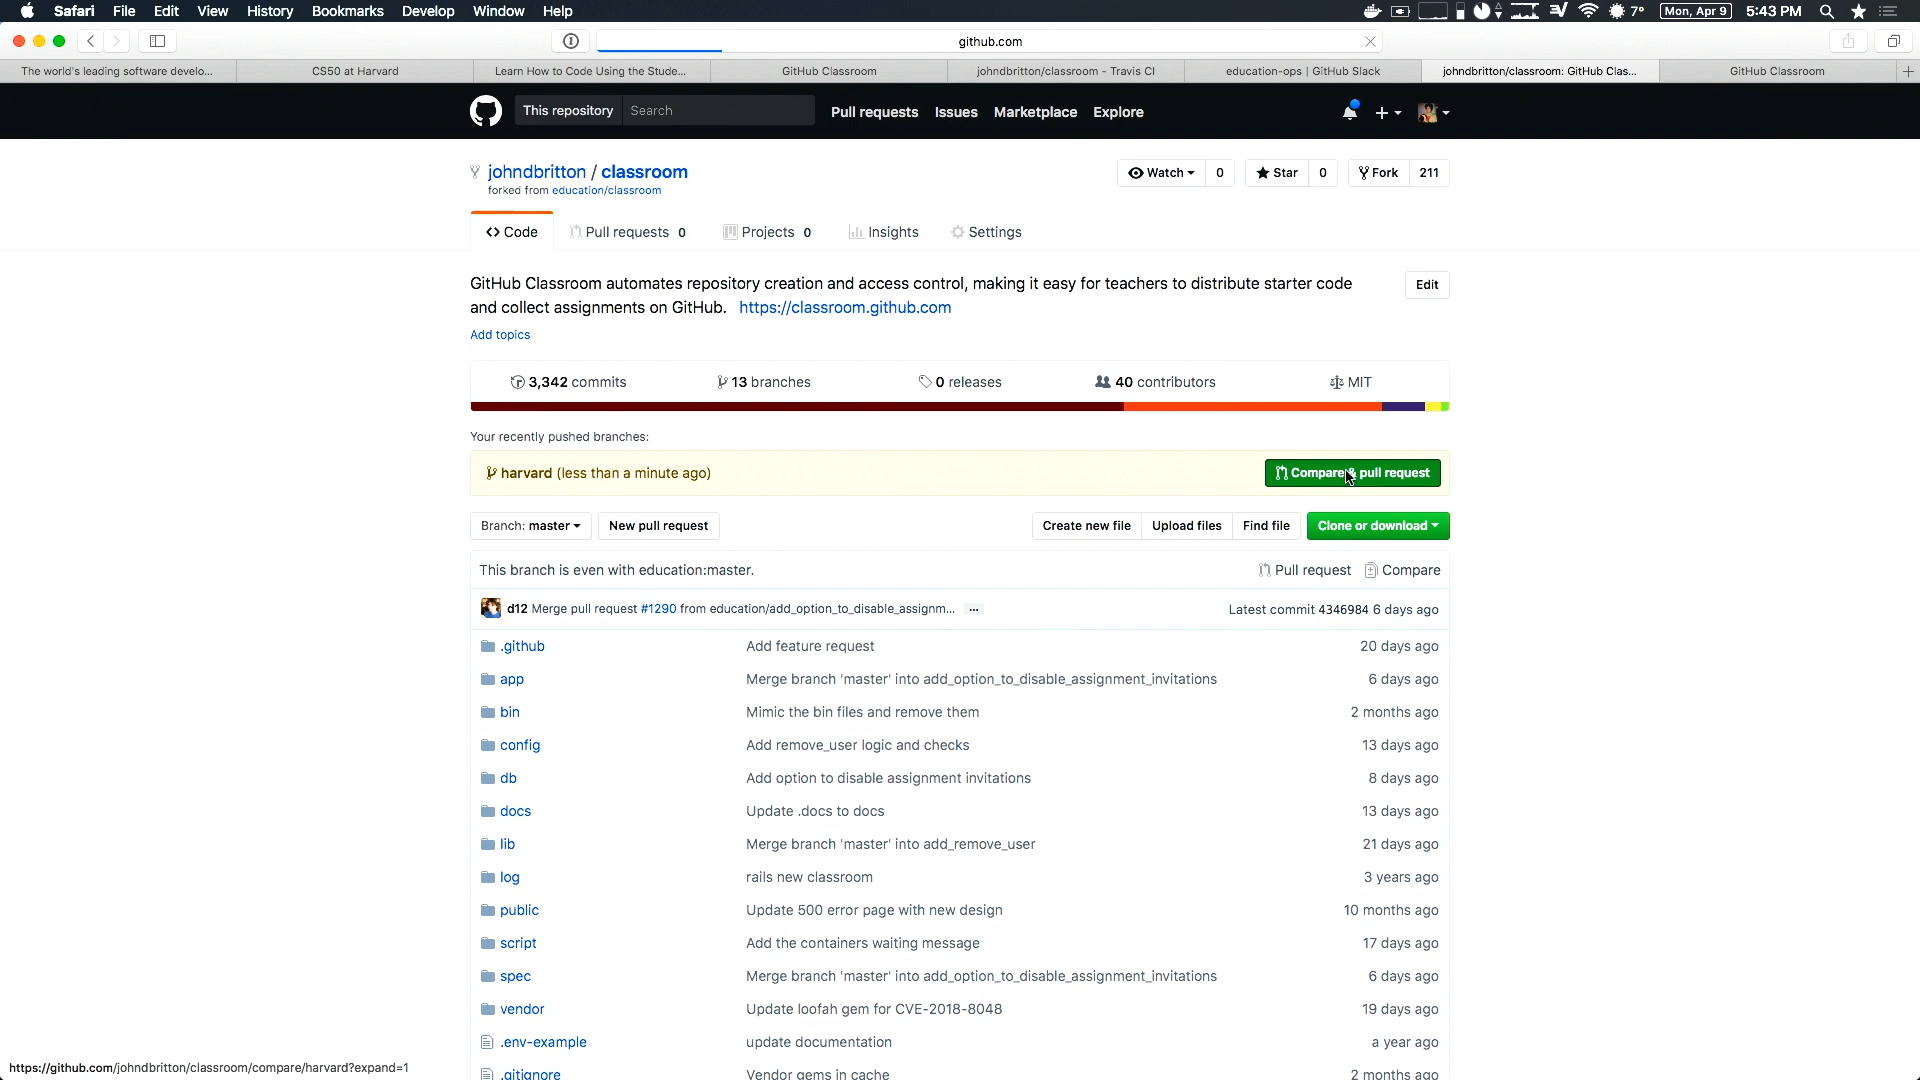 Safari File Edit View History Bookmarks Develop Window Help 7° Mon, Apr 9 5:43 PM
github.com
The world's leading software develo... CS50 at Harvard Learn How to Code Using the Stude... GitHub Classroom johndbritton/classroom - Travis CI education-ops | GitHub Slack johndbritton/classroom: GitHub Clas... GitHub Classroom
This repository Search Pull requests Issues Marketplace Explore
johndbritton / classroom Watch 0 Star 0 Fork 211
forked from education/classroom
Code Pull requests 0 Projects 0 Insights Settings
GitHub Classroom automates repository creation and access control, making it easy for teachers to distribute starter code Edit
and collect assignments on GitHub. https://classroom.github.com
Add topics
3,342 commits 13 branches 0 releases 40 contributors MIT
Your recently pushed branches:
harvard (less than a minute ago) Compare & pull request
Branch: master New pull request Create new file Upload files Find file Clone or download
This branch is even with education:master. Pull request Compare
d12 Merge pull request #1290 from education/add_option_to_disable_assignm... ... Latest commit 4346984 6 days ago
.github Add feature request 20 days ago
app Merge branch 'master' into add_option_to_disable_assignment_invitations 6 days ago
bin Mimic the bin files and remove them 2 months ago
config Add remove_user logic and checks 13 days ago
db Add option to disable assignment invitations 8 days ago
docs Update .docs to docs 13 days ago
lib Merge branch 'master' into add_remove_user 21 days ago
log rails new classroom 3 years ago
public Update 500 error page with new design 10 months ago
script Add the containers waiting message 17 days ago
spec Merge branch 'master' into add_option_to_disable_assignment_invitations 6 days ago
vendor Update loofah gem for CVE-2018-8048 19 days ago
.env-example update documentation a year ago
.gitignore Vendor gems in cache 2 months ago
https://github.com/johndbritton/classroom/compare/harvard?expand=1